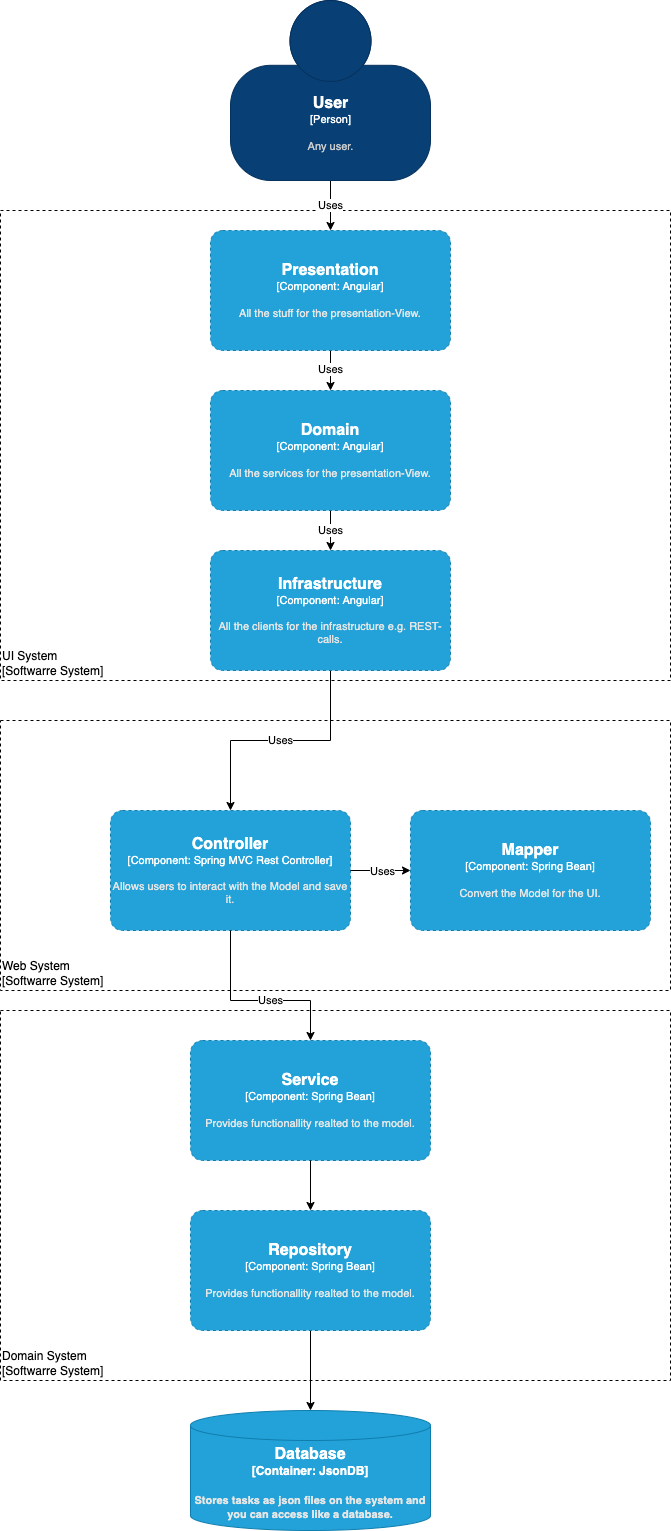 User
[Person]
Any user.
Uses
Presentation
[Component: Angular]
All the stuff for the presentation-View.
Uses
Domain
[Component: Angular]
All the services for the presentation-View.
Uses
Infrastructure
[Component: Angular]
All the clients for the infrastructure e.g. REST-
calls.
UI System
[Softwarre System]
Uses
Controller
[Component: Spring MVC Rest Controller]
Allows users to interact with the Model and save
it.
Uses
Mapper
[Component: Spring Bean]
Convert the Model for the UI.
Web System
[Softwarre System]
Uses
Service
[Component: Spring Bean]
Provides functionallity realted to the model.
Repository
[Component: Spring Bean]
Provides functionallity realted to the model.
Domain System
[Softwarre System]
Database
[Container: JsonDB]
Stores tasks as json files on the system and
you can access like a database.